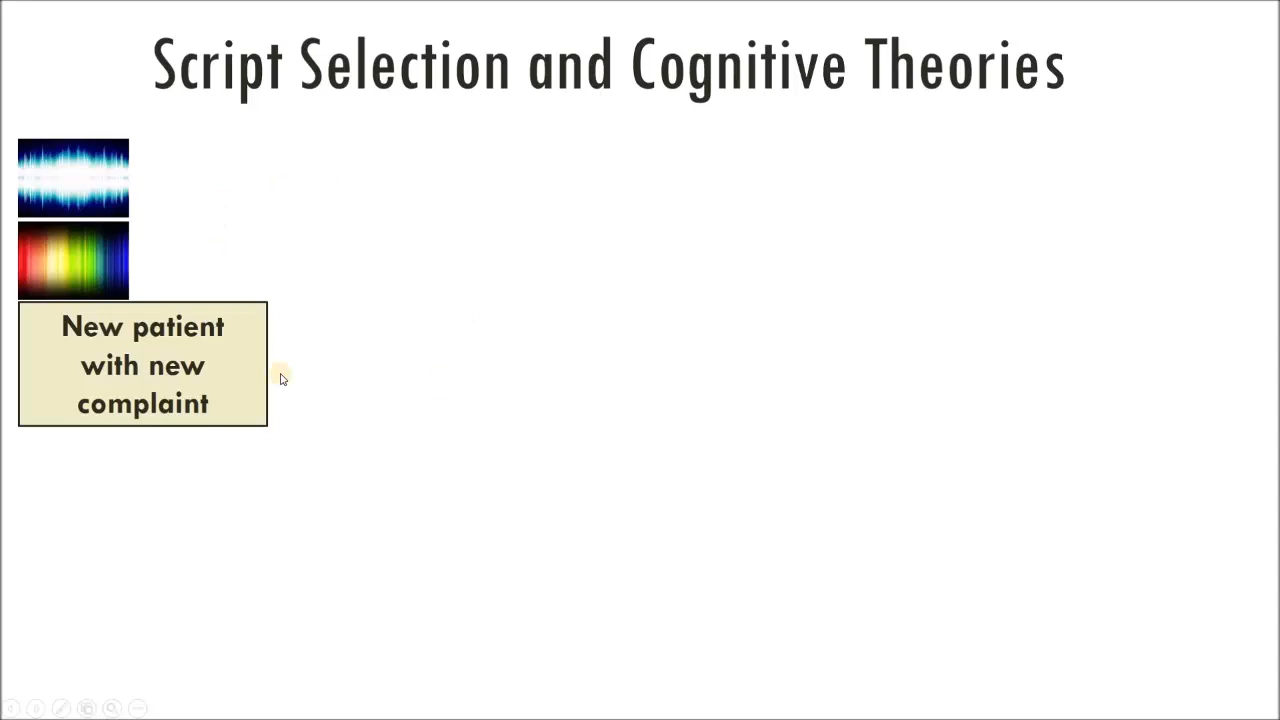 Script Selection and Cognitive Theories
New patient
with new
complaint